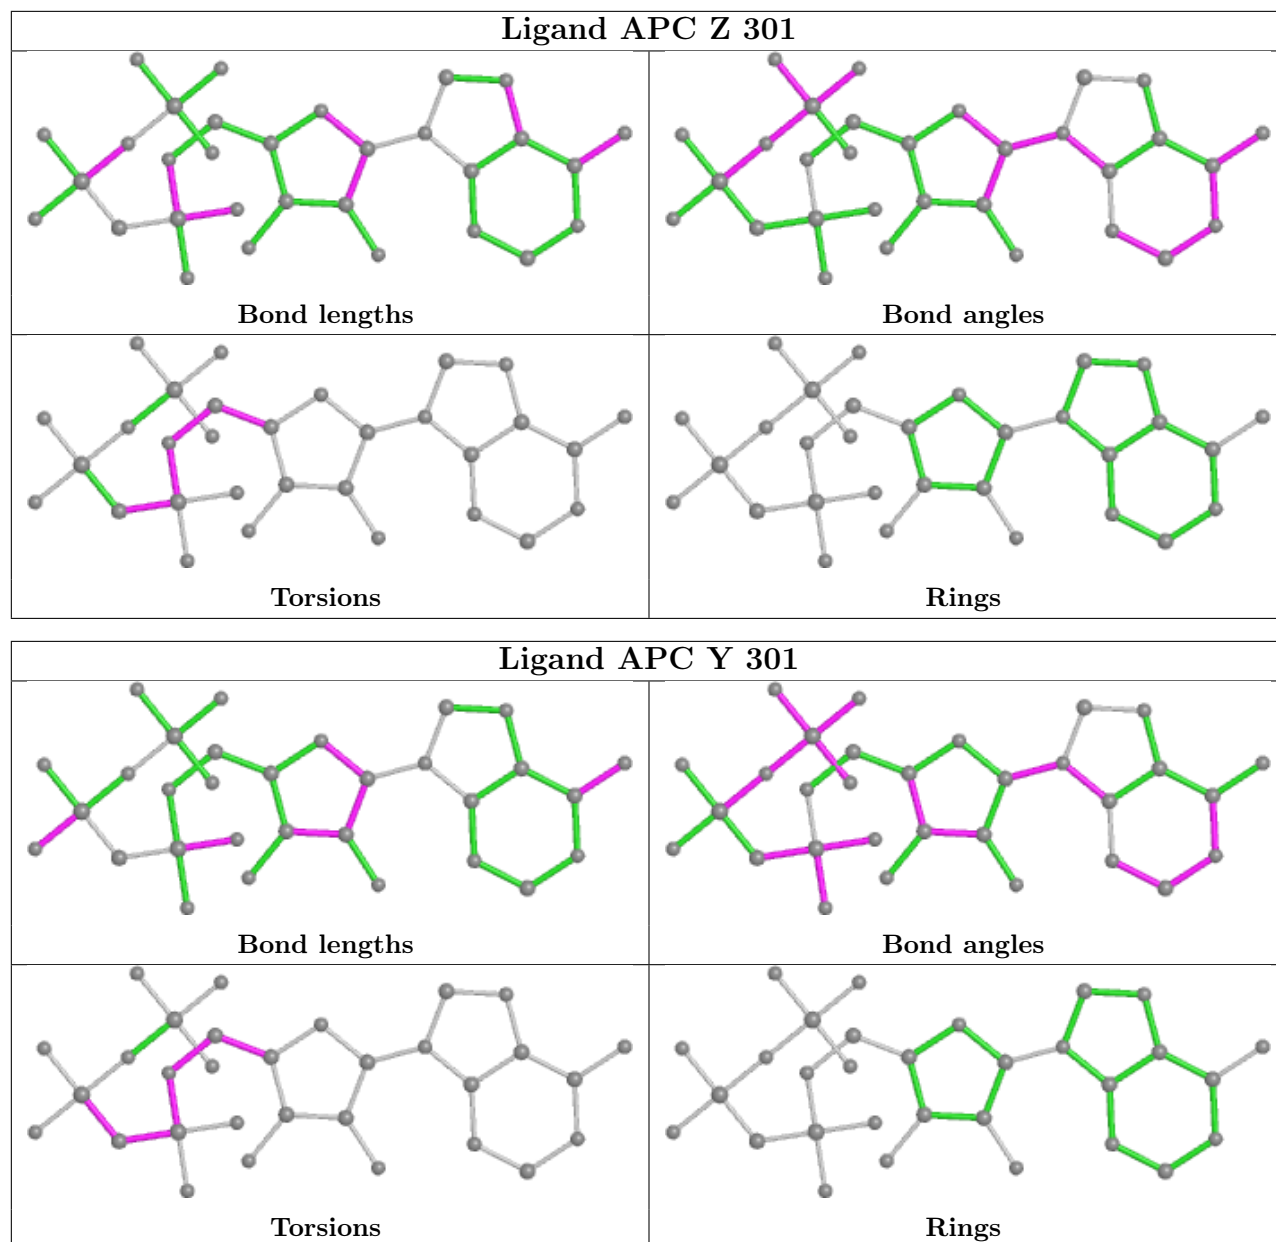 Ligand APC Z 301
Bond lengths
Bond angles
Torsions
Rings
Ligand APC Y 301
Bond lengths
Bond angles
Torsions
Rings